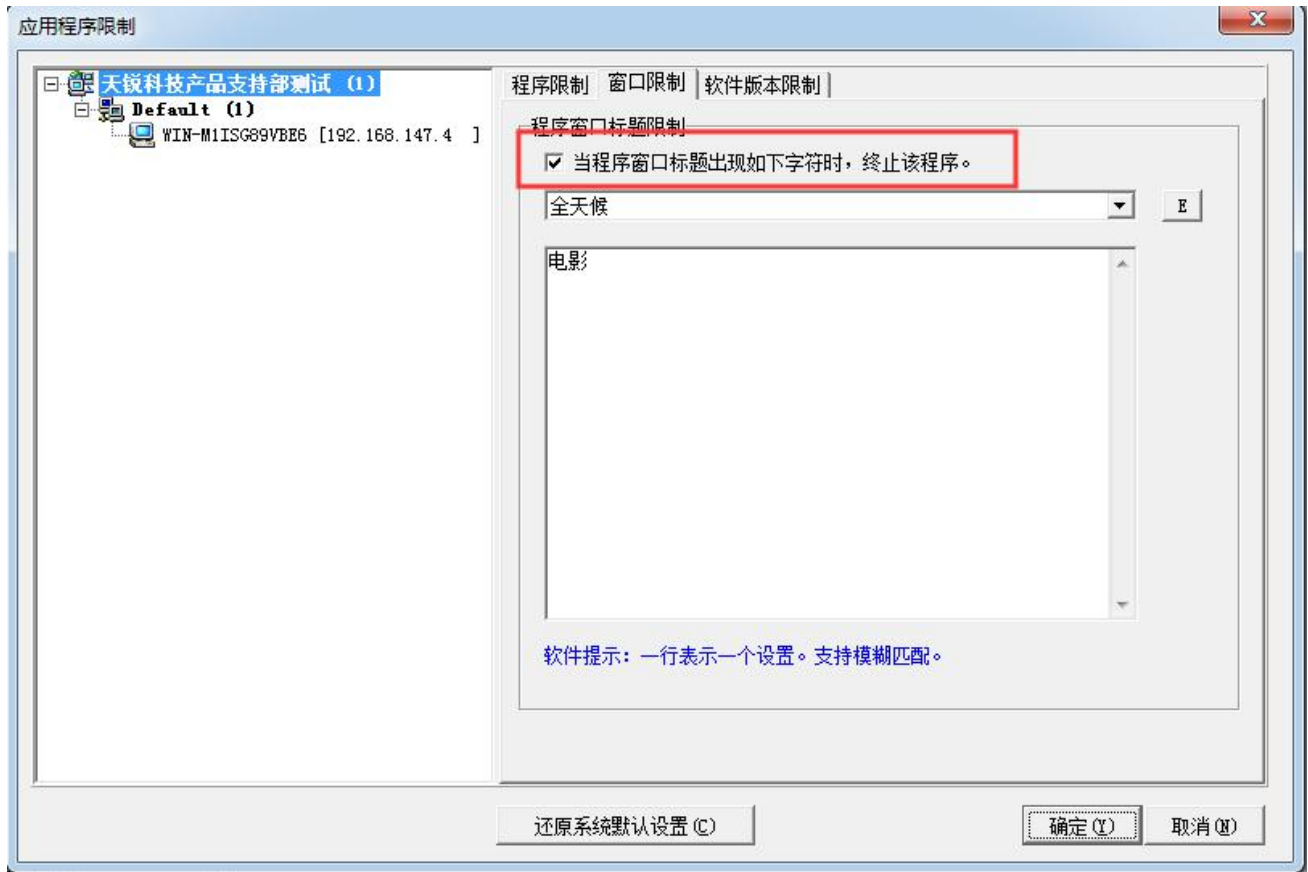 应用程序限制
天锐科技产品支持部测试 (1)
Default (1)
WIN-M1ISG89VBE6 [192.168.147.4 ]
程序限制 窗口限制 软件版本限制
程序窗口标题限制
当程序窗口标题出现如下字符时，终止该程序。
全天候 E
电影
软件提示：一行表示一个设置。支持模糊匹配。
还原系统默认设置(C) 确定(Y) 取消(N)